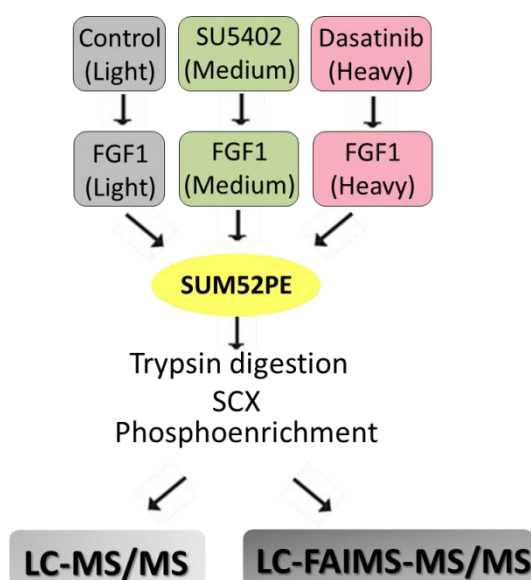 Control
(Light)
SU5402
(Medium)
Dasatinib
(Heavy)
FGF1
(Light)
FGF1
(Medium)
FGF1
(Heavy)
SUM52PE
Trypsin digestion
SCX
Phosphoenrichment
LC-MS/MS
LC-FAIMS-MS/MS